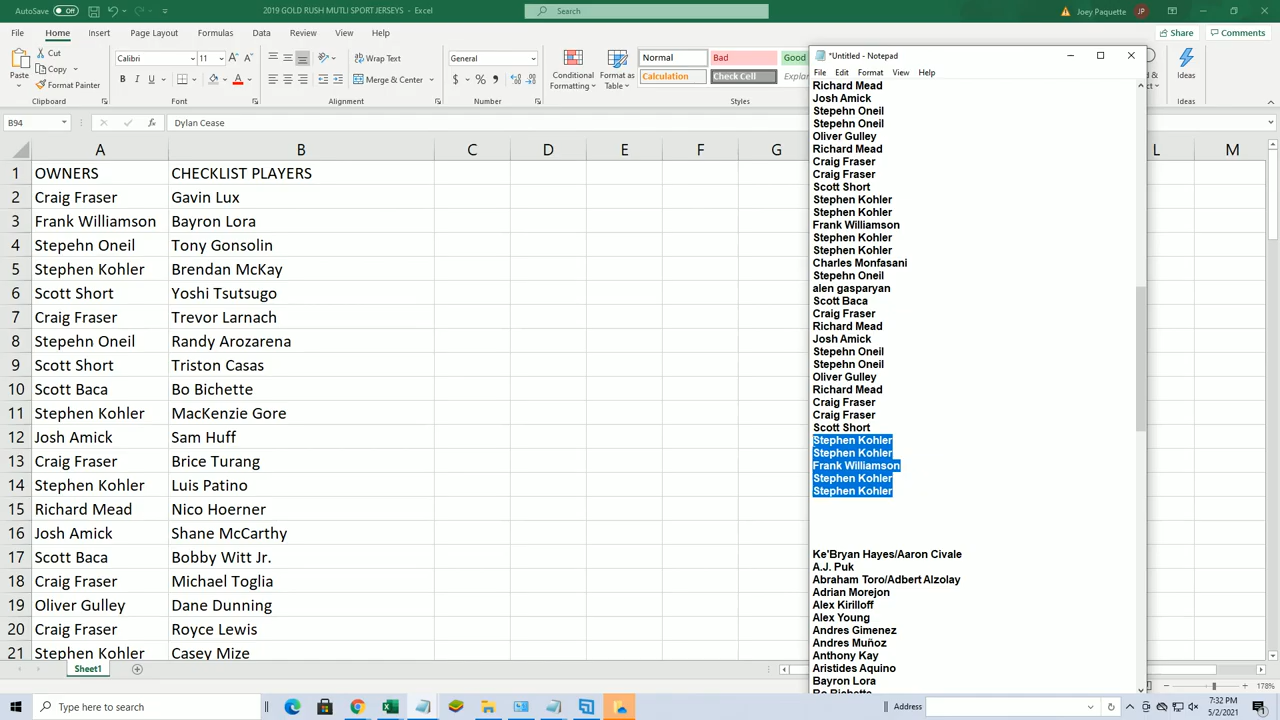 AutoSave Off
2019 GOLD RUSH MUTLI SPORT JERSEYS - Excel
Search
Joey Paquette JP
File Home Insert Page Layout Formulas Data Review View Help
Share Comments
Paste
Cut
Copy
Format Painter
Clipboard
Calibri 11
B I U
Font
Wrap Text
Merge & Center
Alignment
General
$ % ,
Number
Conditional Formatting
Format as Table
Normal Bad Good
Calculation Check Cell Explan
Styles
Ideas
Ideas
B94 fx Dylan Cease
A B C D E F G L M
1 OWNERS CHECKLIST PLAYERS
2 Craig Fraser Gavin Lux
3 Frank Williamson Bayron Lora
4 Stepehn Oneil Tony Gonsolin
5 Stephen Kohler Brendan McKay
6 Scott Short Yoshi Tsutsugo
7 Craig Fraser Trevor Larnach
8 Stepehn Oneil Randy Arozarena
9 Scott Short Triston Casas
10 Scott Baca Bo Bichette
11 Stephen Kohler MacKenzie Gore
12 Josh Amick Sam Huff
13 Craig Fraser Brice Turang
14 Stephen Kohler Luis Patino
15 Richard Mead Nico Hoerner
16 Josh Amick Shane McCarthy
17 Scott Baca Bobby Witt Jr.
18 Craig Fraser Michael Toglia
19 Oliver Gulley Dane Dunning
20 Craig Fraser Royce Lewis
21 Stephen Kohler Casey Mize
Sheet1
178%
*Untitled - Notepad
File Edit Format View Help
Richard Mead
Josh Amick
Stepehn Oneil
Stepehn Oneil
Oliver Gulley
Richard Mead
Craig Fraser
Craig Fraser
Scott Short
Stephen Kohler
Stephen Kohler
Frank Williamson
Stephen Kohler
Stephen Kohler
Charles Monfasani
Stepehn Oneil
alen gasparyan
Scott Baca
Craig Fraser
Richard Mead
Josh Amick
Stepehn Oneil
Stepehn Oneil
Oliver Gulley
Richard Mead
Craig Fraser
Craig Fraser
Scott Short
Stephen Kohler
Stephen Kohler
Frank Williamson
Stephen Kohler
Stephen Kohler
Ke'Bryan Hayes/Aaron Civale
A.J. Puk
Abraham Toro/Adbert Alzolay
Adrian Morejon
Alex Kirilloff
Alex Young
Andres Gimenez
Andres Muñoz
Anthony Kay
Aristides Aquino
Bayron Lora
Bo Bichette
Type here to search
Address
7:32 PM
5/2/2021